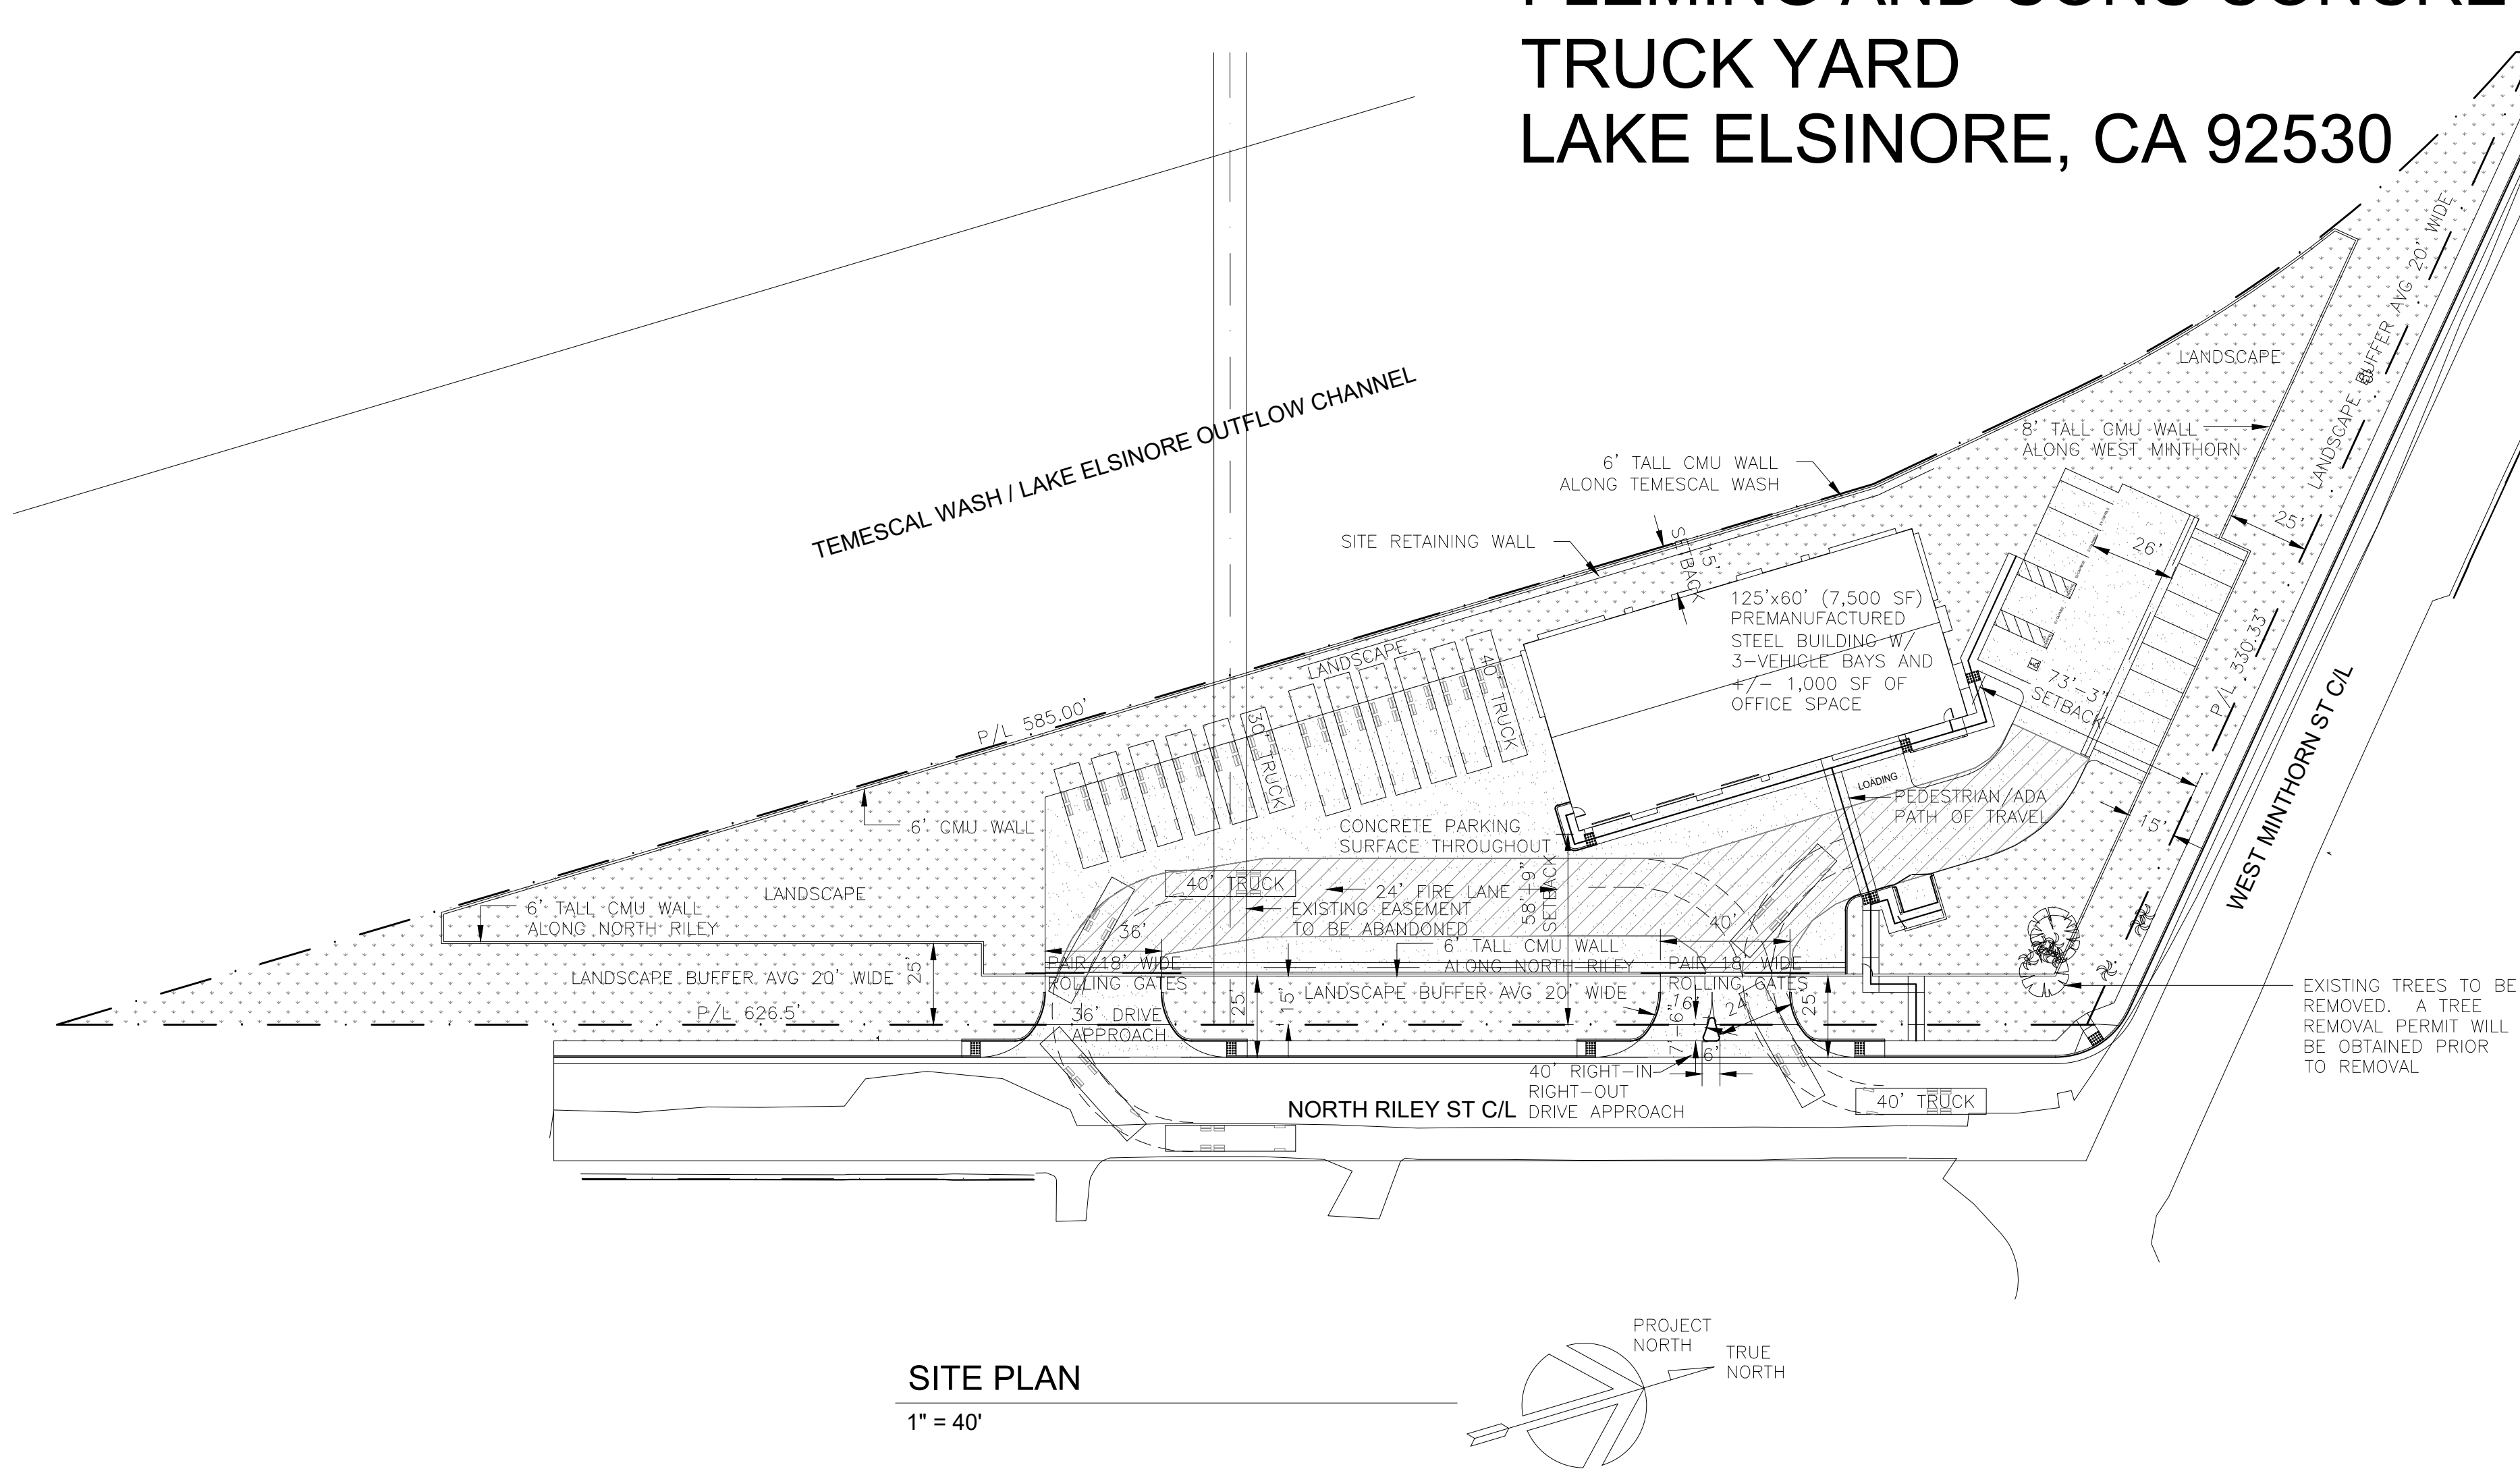 TRUCK YARD
LAKE ELSINORE, CA 92530
TEMESCAL WASH / LAKE ELSINORE OUTFLOW CHANNEL
LANDSCAPE BUFFER AVG 20' WIDE
LANDSCAPE
8' TALL CMU WALL
ALONG WEST MINTHORN
6' TALL CMU WALL
ALONG TEMESCAL WASH
SITE RETAINING WALL
15'
SETBACK
25'
26'
125'x60' (7,500 SF)
PREMANUFACTURED
STEEL BUILDING W/
3-VEHICLE BAYS AND
+/- 1,000 SF OF
OFFICE SPACE
P/L 330.33'
73'-3"
SETBACK
WEST MINTHORN ST C/L
LANDSCAPE
40' TRUCK
30' TRUCK
P/L 585.00'
LOADING
PEDESTRIAN/ADA
PATH OF TRAVEL
15'
6' CMU WALL
CONCRETE PARKING
SURFACE THROUGHOUT
LANDSCAPE
40' TRUCK
24' FIRE LANE
58'-9"
SETBACK
EXISTING EASEMENT
TO BE ABANDONED
6' TALL CMU WALL
ALONG NORTH RILEY
36'
40'
6' TALL CMU WALL
ALONG NORTH RILEY
PAIR 18' WIDE
ROLLING GATES
PAIR 18' WIDE
ROLLING GATES
LANDSCAPE BUFFER AVG 20' WIDE
25'
P/L 626.5'
36' DRIVE
APPROACH
25'
15'
LANDSCAPE BUFFER AVG 20' WIDE
16'
24'
25'
7'-6"
6'
40' RIGHT-IN
RIGHT-OUT
DRIVE APPROACH
NORTH RILEY ST C/L
40' TRUCK
EXISTING TREES TO BE
REMOVED. A TREE
REMOVAL PERMIT WILL
BE OBTAINED PRIOR
TO REMOVAL
PROJECT
NORTH
TRUE
NORTH
SITE PLAN
1" = 40'